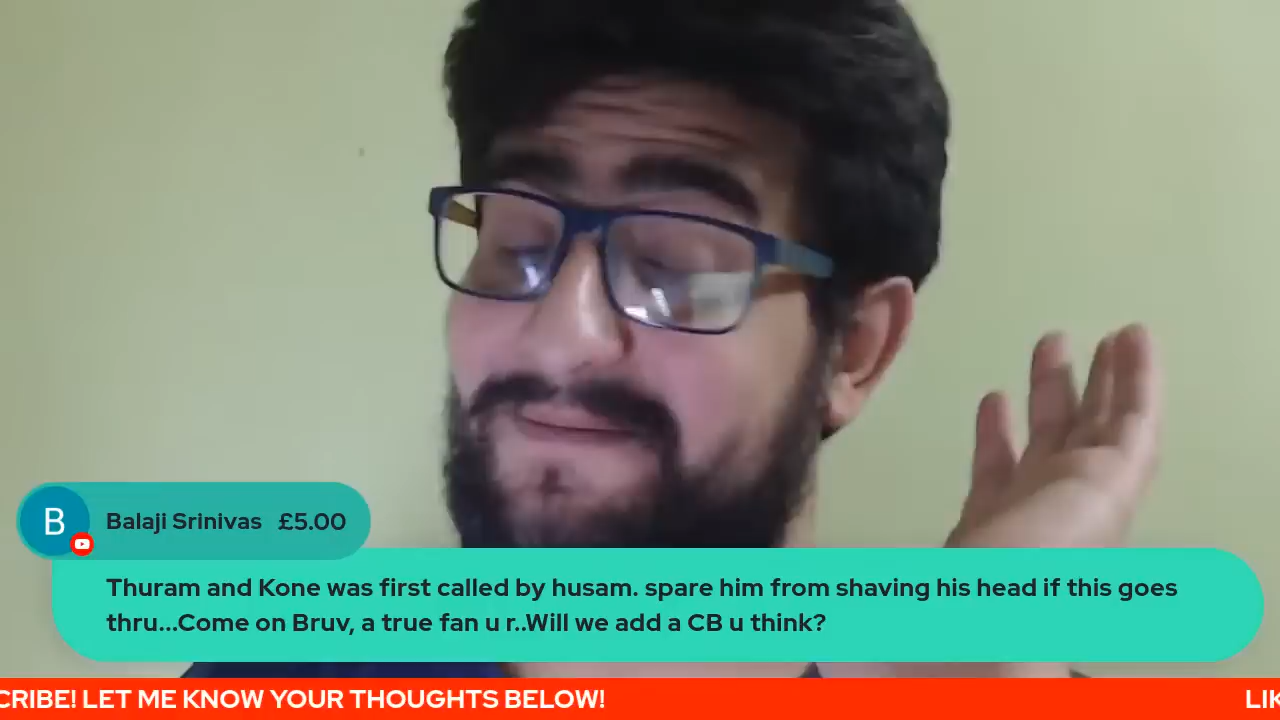 B
Balaji Srinivas £5.00
Thuram and Kone was first called by husam. spare him from shaving his head if this goes
thru...Come on Bruv, a true fan u r..Will we add a CB u think?
CRIBE! LET ME KNOW YOUR THOUGHTS BELOW! LIK